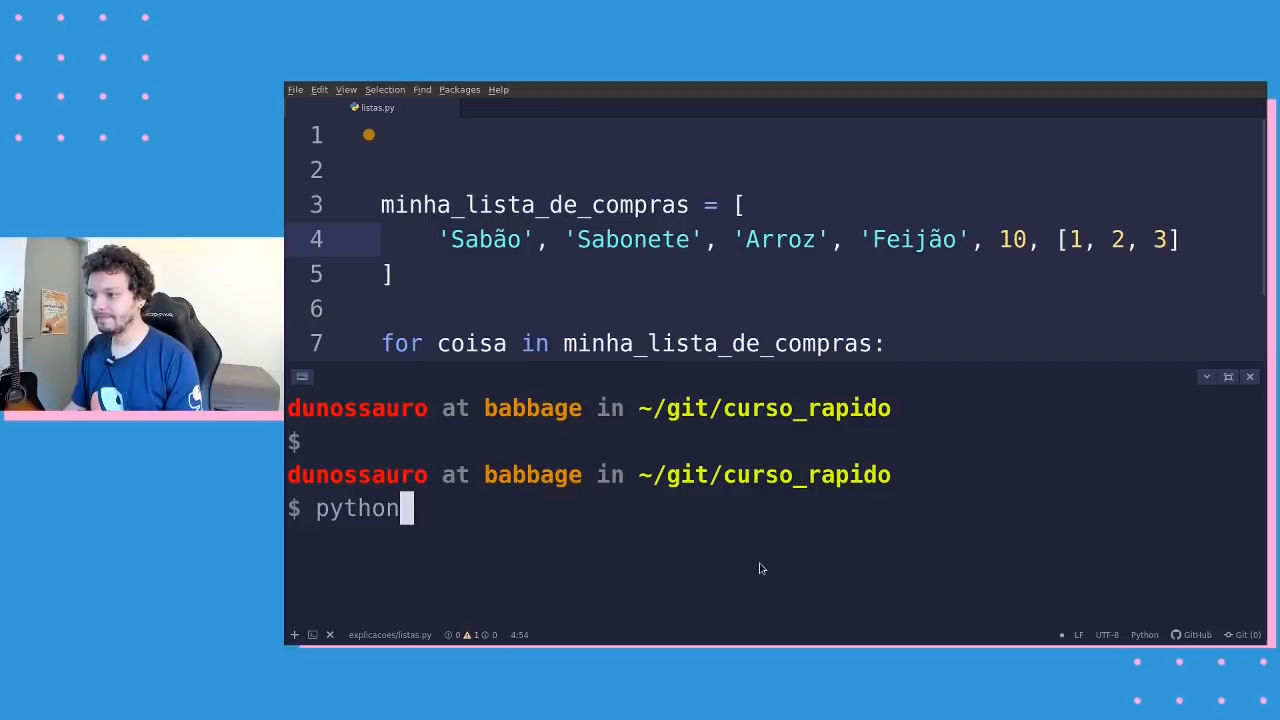 File Edit View Selection Find Packages Help
listas.py
1
2
3 minha_lista_de_compras = [
4 'Sabão', 'Sabonete', 'Arroz', 'Feijão', 10, [1, 2, 3]
5 ]
6
7 for coisa in minha_lista_de_compras:
dunossauro at babbage in ~/git/curso_rapido
$
dunossauro at babbage in ~/git/curso_rapido
$ python
explicacoes/listas.py 0 1 0 4:54 LF UTF-8 Python GitHub Git (0)